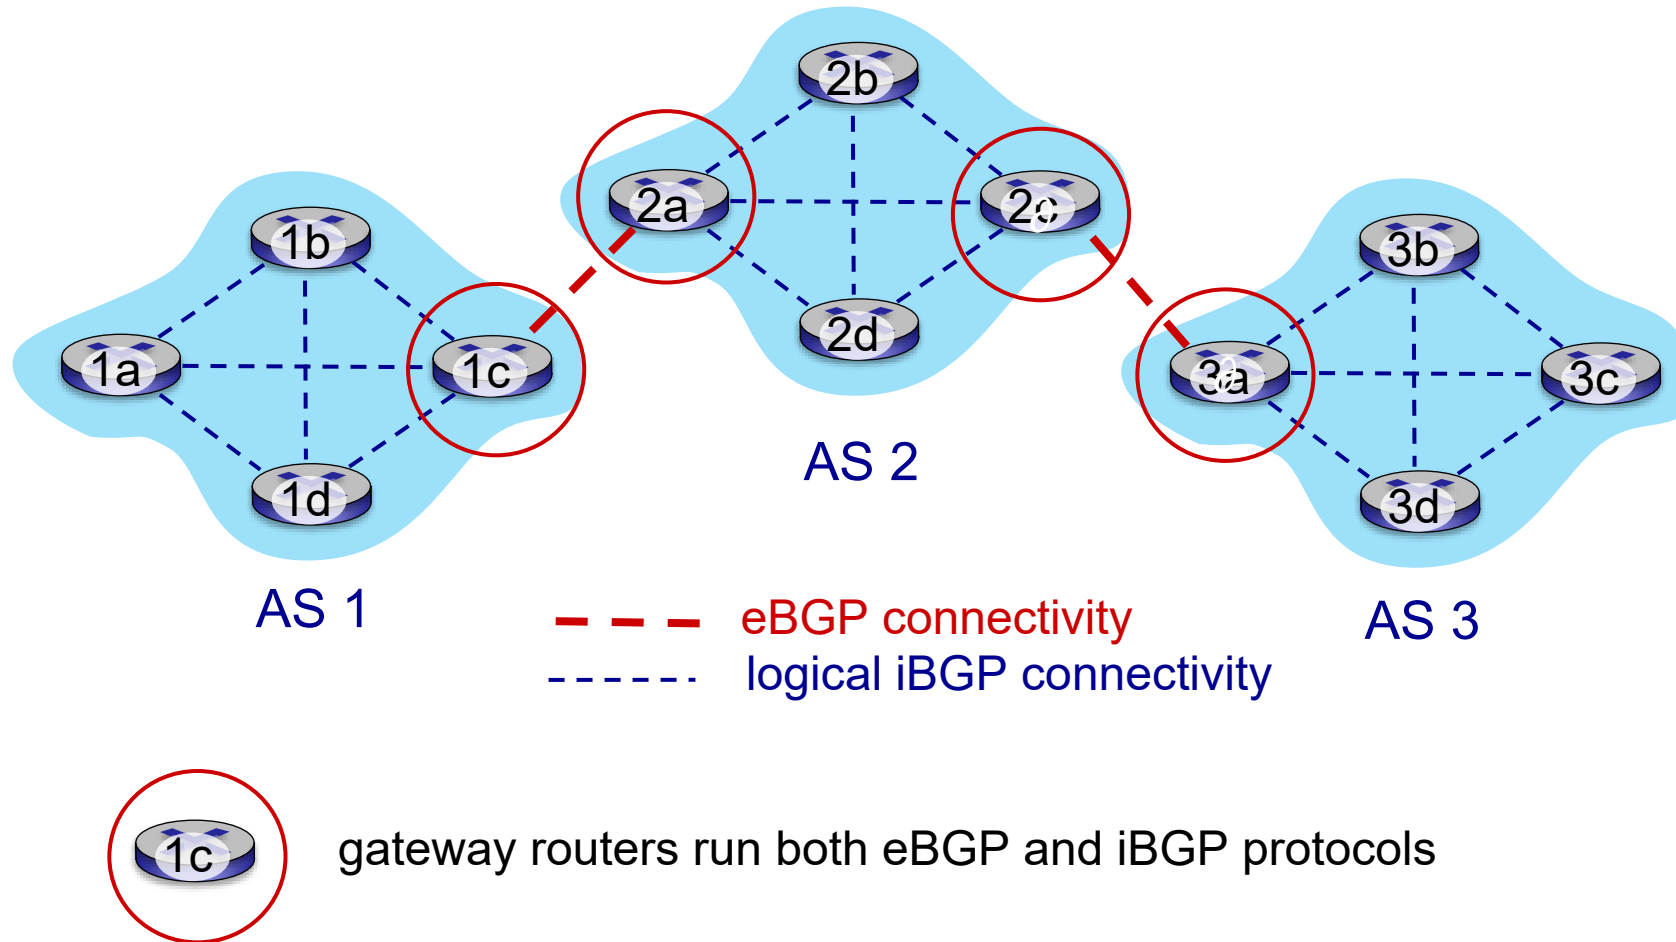 2b
2a
2c
1b
3b
2d
1a
1c
3a
3c
AS 2
1d
3d
AS 1
eBGP connectivity
AS 3
logical iBGP connectivity
1c
gateway routers run both eBGP and iBGP protocols